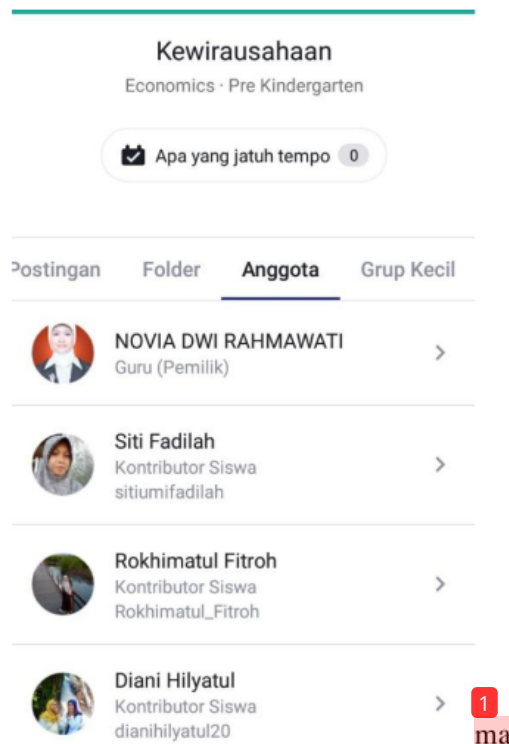 Kewirausahaan
Economics · Pre Kindergarten
Apa yang jatuh tempo 0
Postingan Folder Anggota Grup Kecil
NOVIA DWI RAHMAWATI
Guru (Pemilik)
Siti Fadilah
Kontributor Siswa
sitiumifadilah
Rokhimatul Fitroh
Kontributor Siswa
Rokhimatul_Fitroh
Diani Hilyatul
Kontributor Siswa
dianihilyatul20
1
ma